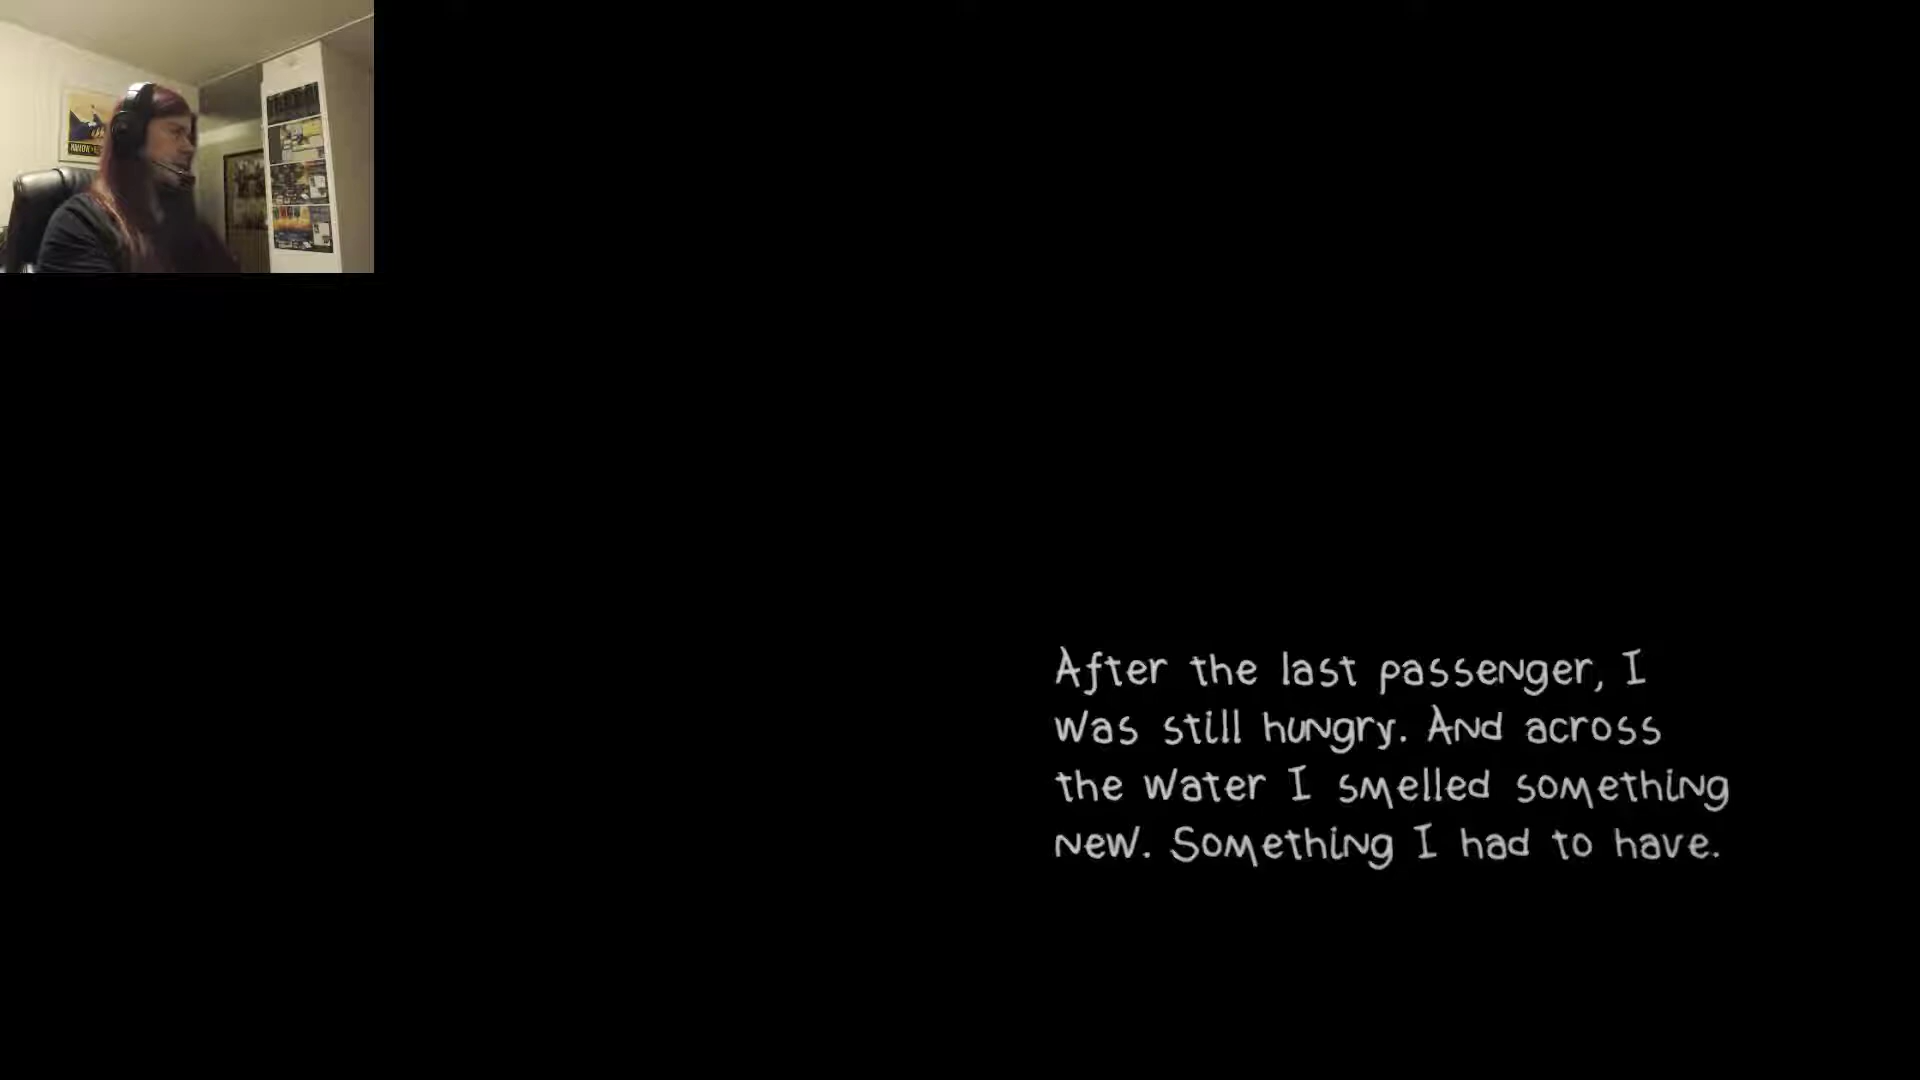 After the last passenger, I
was still hungry. And across
the water I smelled something
new. Something I had to have.